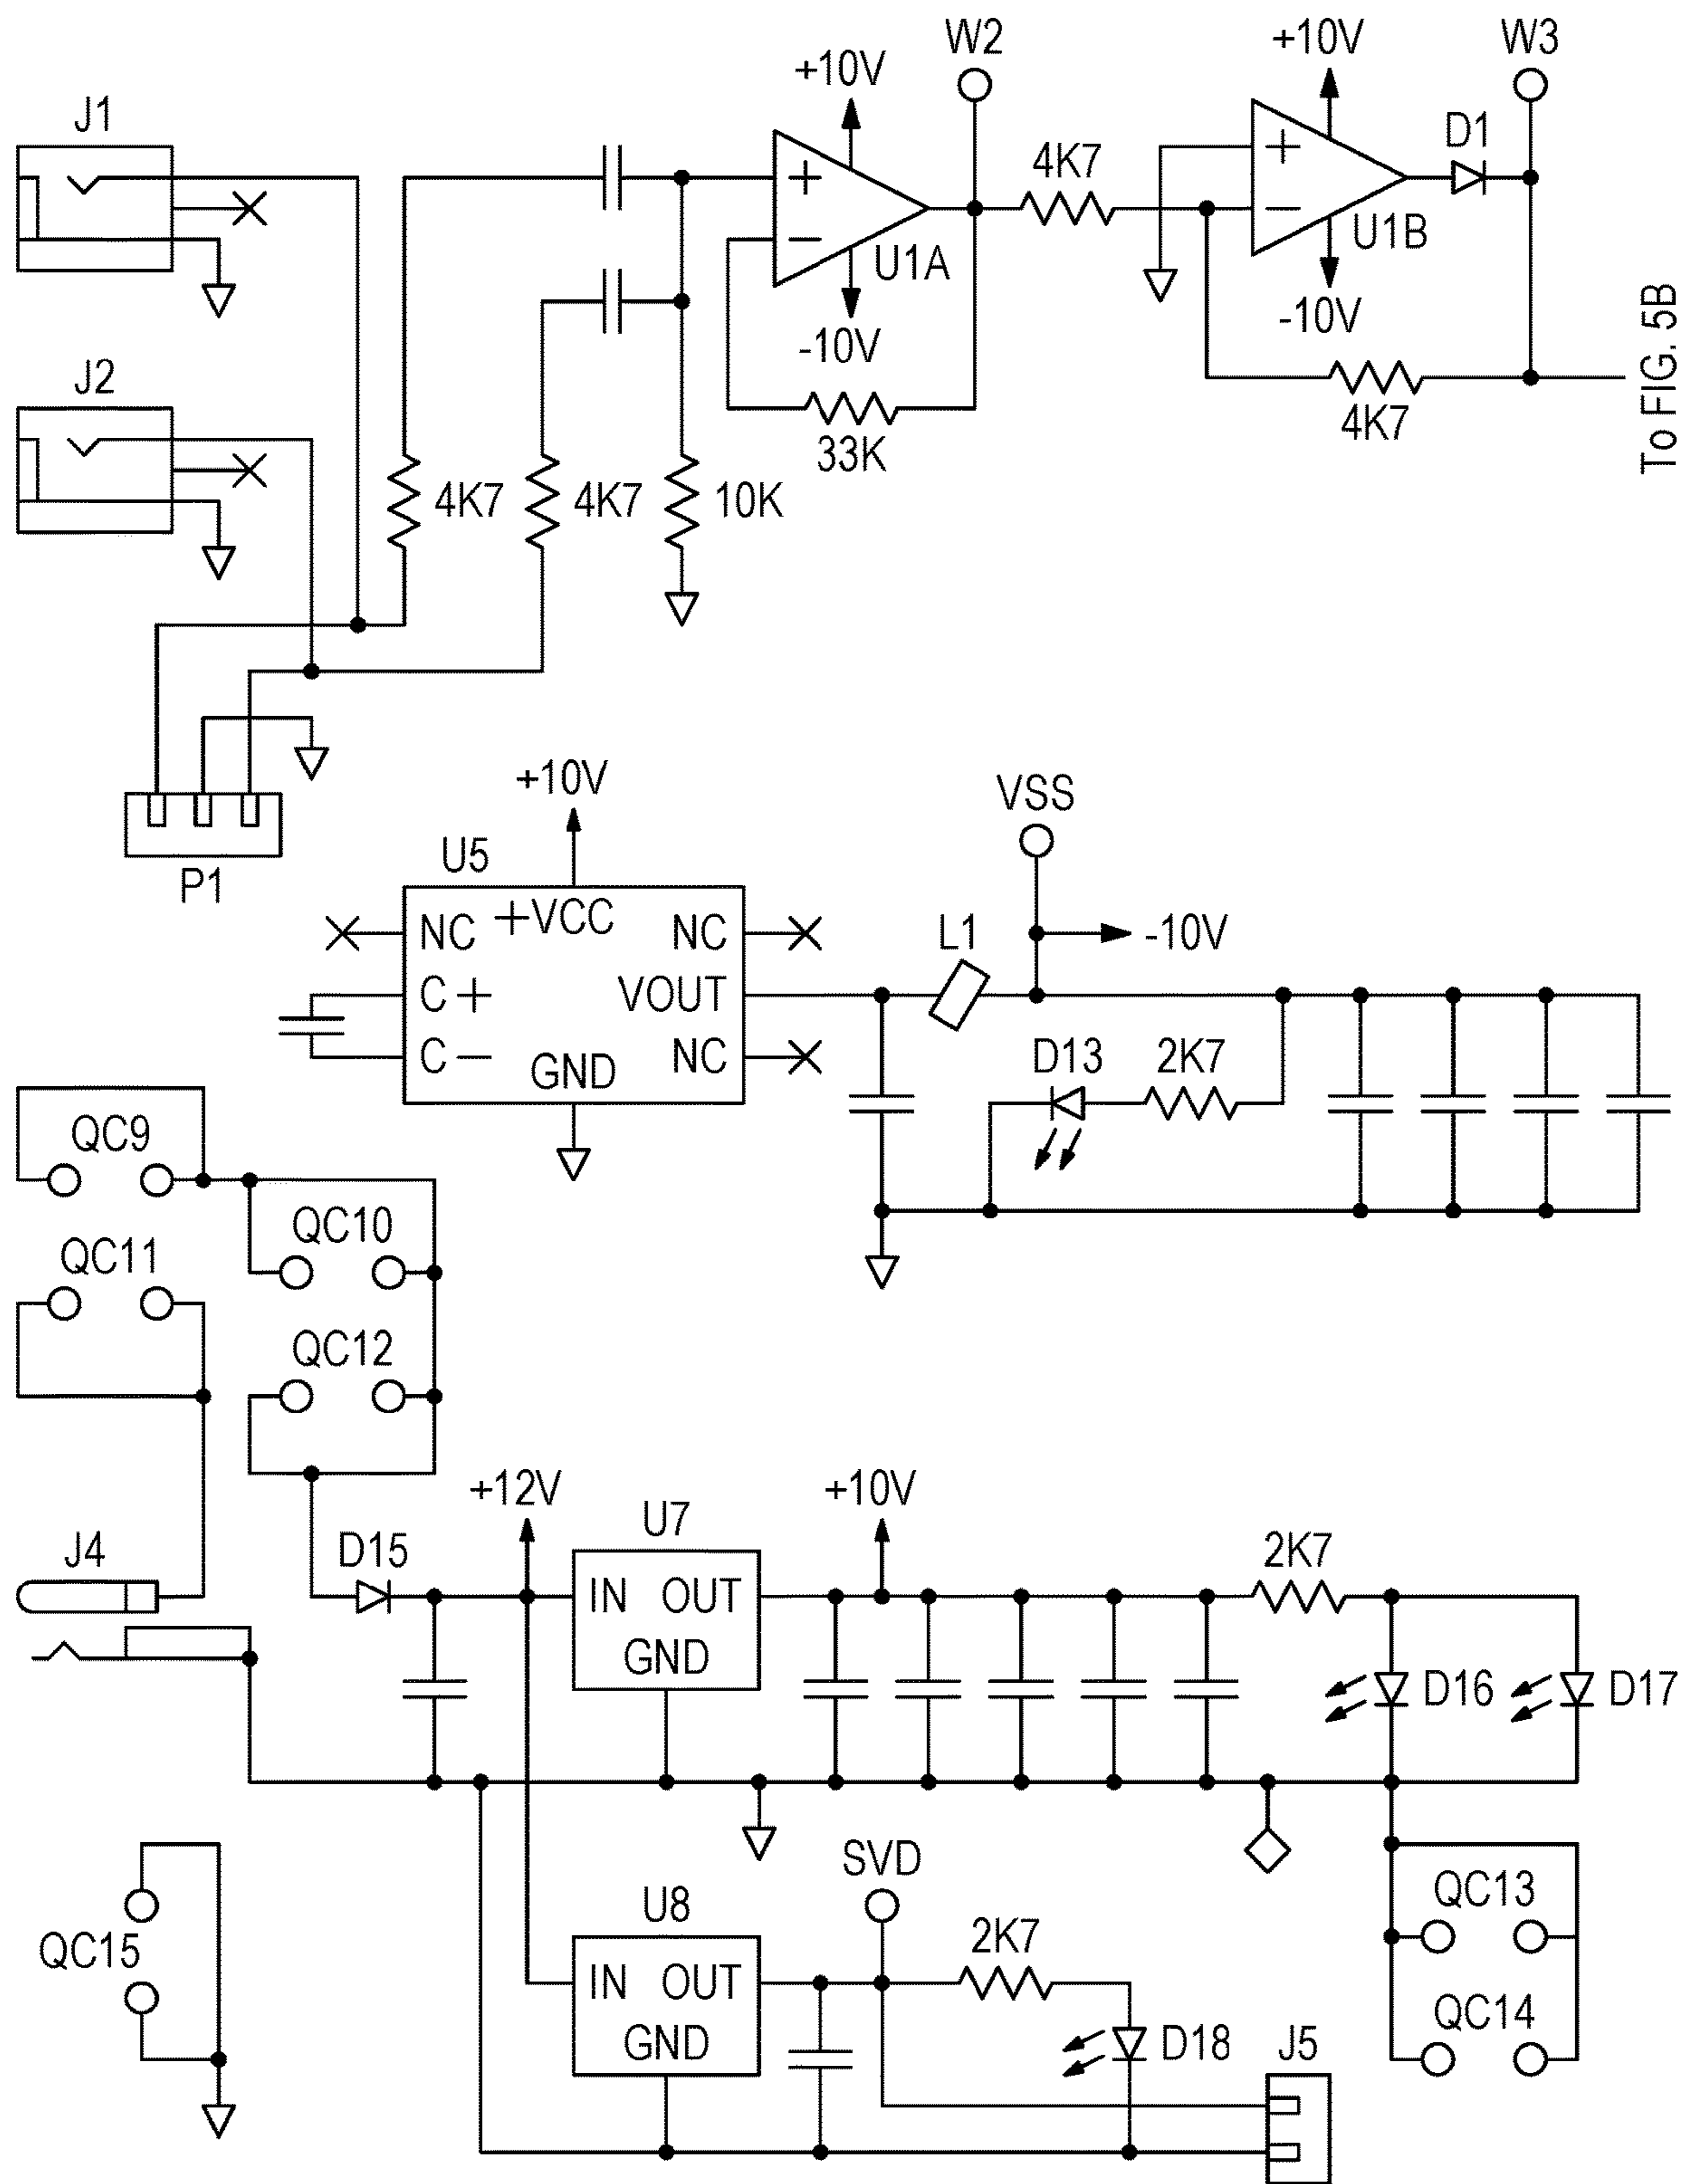 W2
+10V
W3
+10V
J1
D1
4K7
+
−
U1A
+
−
U1B
-10V
-10V
To FIG. 5B
J2
33K
4K7
4K7
4K7
10K
P1
+10V
VSS
U5
NC
+VCC
NC
L1
-10V
C+
VOUT
C−
GND
NC
D13
2K7
QC9
QC10
QC11
QC12
+12V
+10V
U7
J4
D15
2K7
IN OUT
GND
D16
D17
SVD
U8
QC13
QC15
2K7
IN OUT
GND
QC14
D18
J5